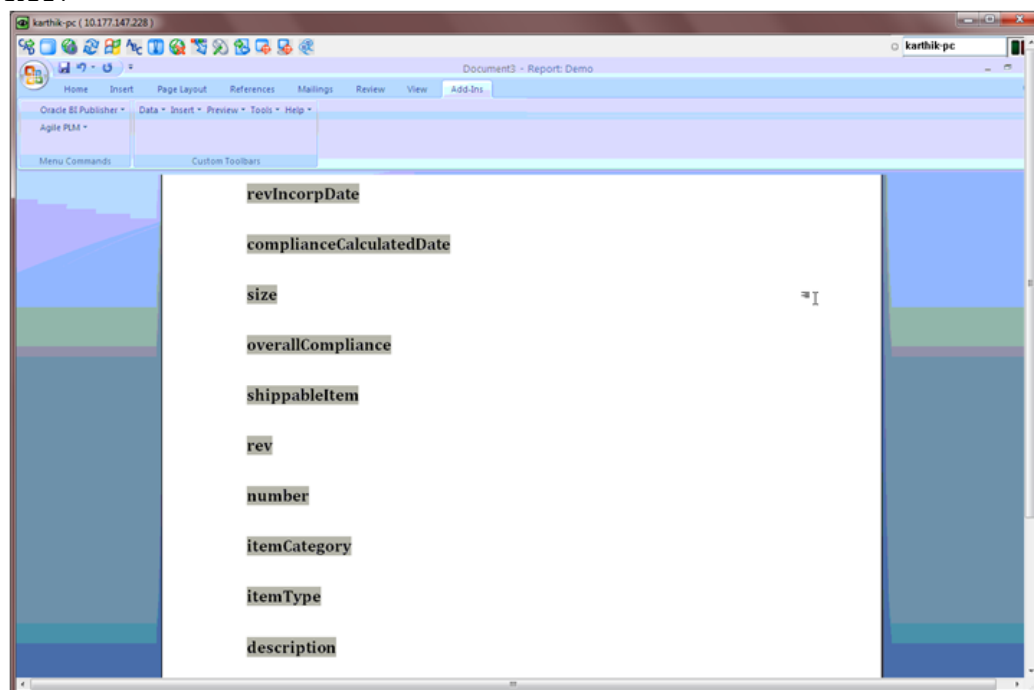 karthik-pc ( 10.177.147.228 )
karthik-pc
Document3 - Report: Demo
Home Insert Page Layout References Mailings Review View Add-Ins
Oracle BI Publisher Data Insert Preview Tools Help
Agile PLM
Menu Commands Custom Toolbars
revIncorpDate
complianceCalculatedDate
size
overallCompliance
shippableItem
rev
number
itemCategory
itemType
description